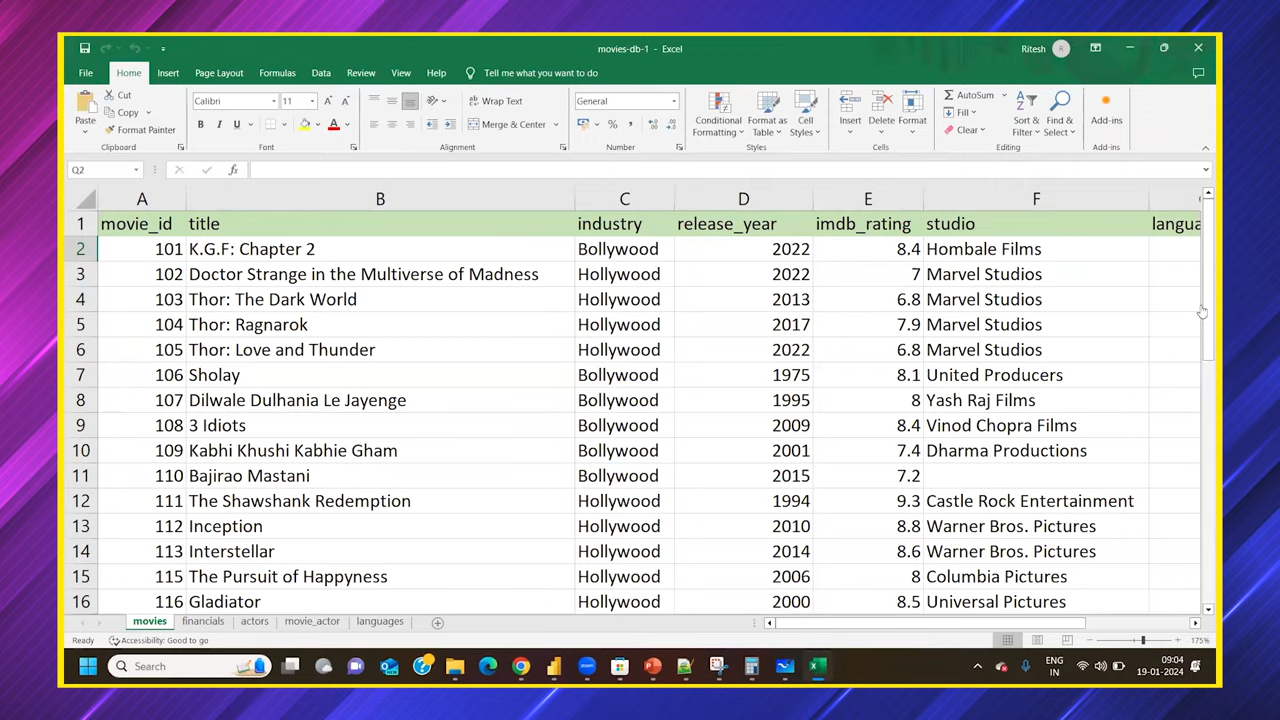 movies-db-1 - Excel
Ritesh R
File Home Insert Page Layout Formulas Data Review View Help Tell me what you want to do
Paste
Cut
Copy
Format Painter
Clipboard
Calibri 11
B I U
Font
Wrap Text
Merge & Center
Alignment
General
%
Number
Conditional Formatting
Format as Table
Cell Styles
Styles
Insert Delete Format
Cells
AutoSum
Fill
Clear
Sort & Filter
Find & Select
Editing
Add-ins
Add-ins
Q2 fx
A B C D E F
1 movie_id title industry release_year imdb_rating studio langua
2 101 K.G.F: Chapter 2 Bollywood 2022 8.4 Hombale Films
3 102 Doctor Strange in the Multiverse of Madness Hollywood 2022 7 Marvel Studios
4 103 Thor: The Dark World Hollywood 2013 6.8 Marvel Studios
5 104 Thor: Ragnarok Hollywood 2017 7.9 Marvel Studios
6 105 Thor: Love and Thunder Hollywood 2022 6.8 Marvel Studios
7 106 Sholay Bollywood 1975 8.1 United Producers
8 107 Dilwale Dulhania Le Jayenge Bollywood 1995 8 Yash Raj Films
9 108 3 Idiots Bollywood 2009 8.4 Vinod Chopra Films
10 109 Kabhi Khushi Kabhie Gham Bollywood 2001 7.4 Dharma Productions
11 110 Bajirao Mastani Bollywood 2015 7.2
12 111 The Shawshank Redemption Hollywood 1994 9.3 Castle Rock Entertainment
13 112 Inception Hollywood 2010 8.8 Warner Bros. Pictures
14 113 Interstellar Hollywood 2014 8.6 Warner Bros. Pictures
15 115 The Pursuit of Happyness Hollywood 2006 8 Columbia Pictures
16 116 Gladiator Hollywood 2000 8.5 Universal Pictures
movies financials actors movie_actor languages
Ready Accessibility: Good to go 175%
Search
ENG
IN
09:04
19-01-2024